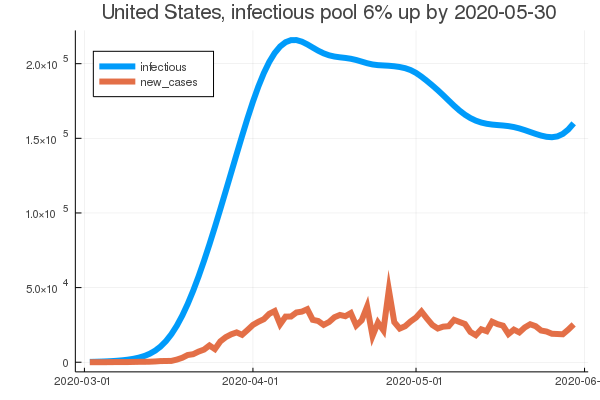 United States, infectious pool 6% up by 2020-05-30
infectious
new_cases
2.0×10⁵
1.5×10⁵
1.0×10⁵
5.0×10⁴
0
2020-03-01 2020-04-01 2020-05-01 2020-06-